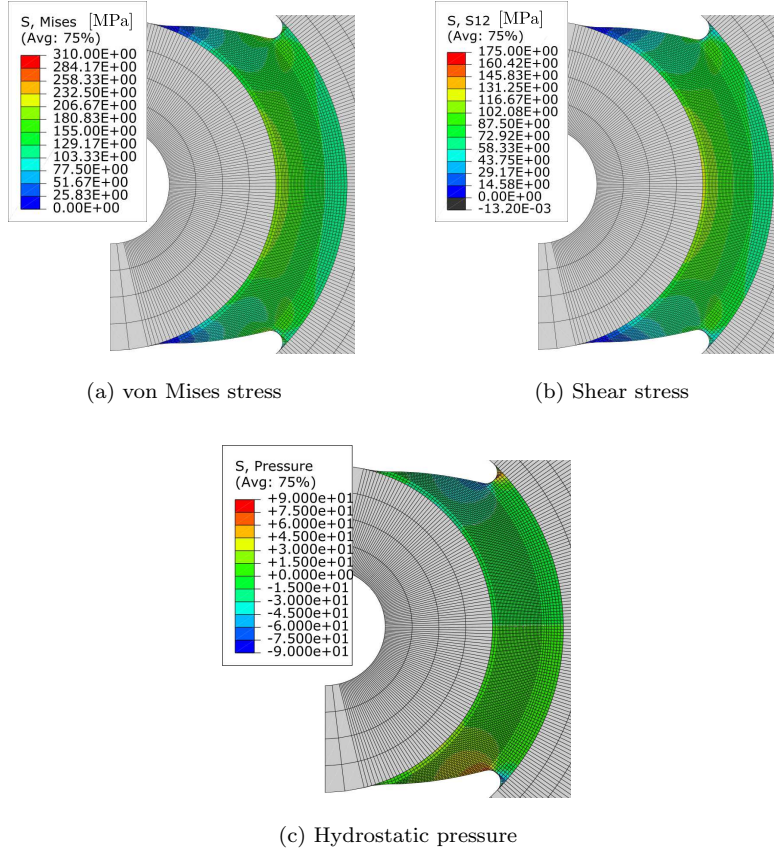 S, Mises [MPa]
(Avg: 75%)
310.00E+00
284.17E+00
258.33E+00
232.50E+00
206.67E+00
180.83E+00
155.00E+00
129.17E+00
103.33E+00
77.50E+00
51.67E+00
25.83E+00
0.00E+00
(a) von Mises stress
S, S12 [MPa]
(Avg: 75%)
175.00E+00
160.42E+00
145.83E+00
131.25E+00
116.67E+00
102.08E+00
87.50E+00
72.92E+00
58.33E+00
43.75E+00
29.17E+00
14.58E+00
0.00E+00
-13.20E-03
(b) Shear stress
S, Pressure
(Avg: 75%)
+9.000e+01
+7.500e+01
+6.000e+01
+4.500e+01
+3.000e+01
+1.500e+01
+0.000e+00
-1.500e+01
-3.000e+01
-4.500e+01
-6.000e+01
-7.500e+01
-9.000e+01
(c) Hydrostatic pressure